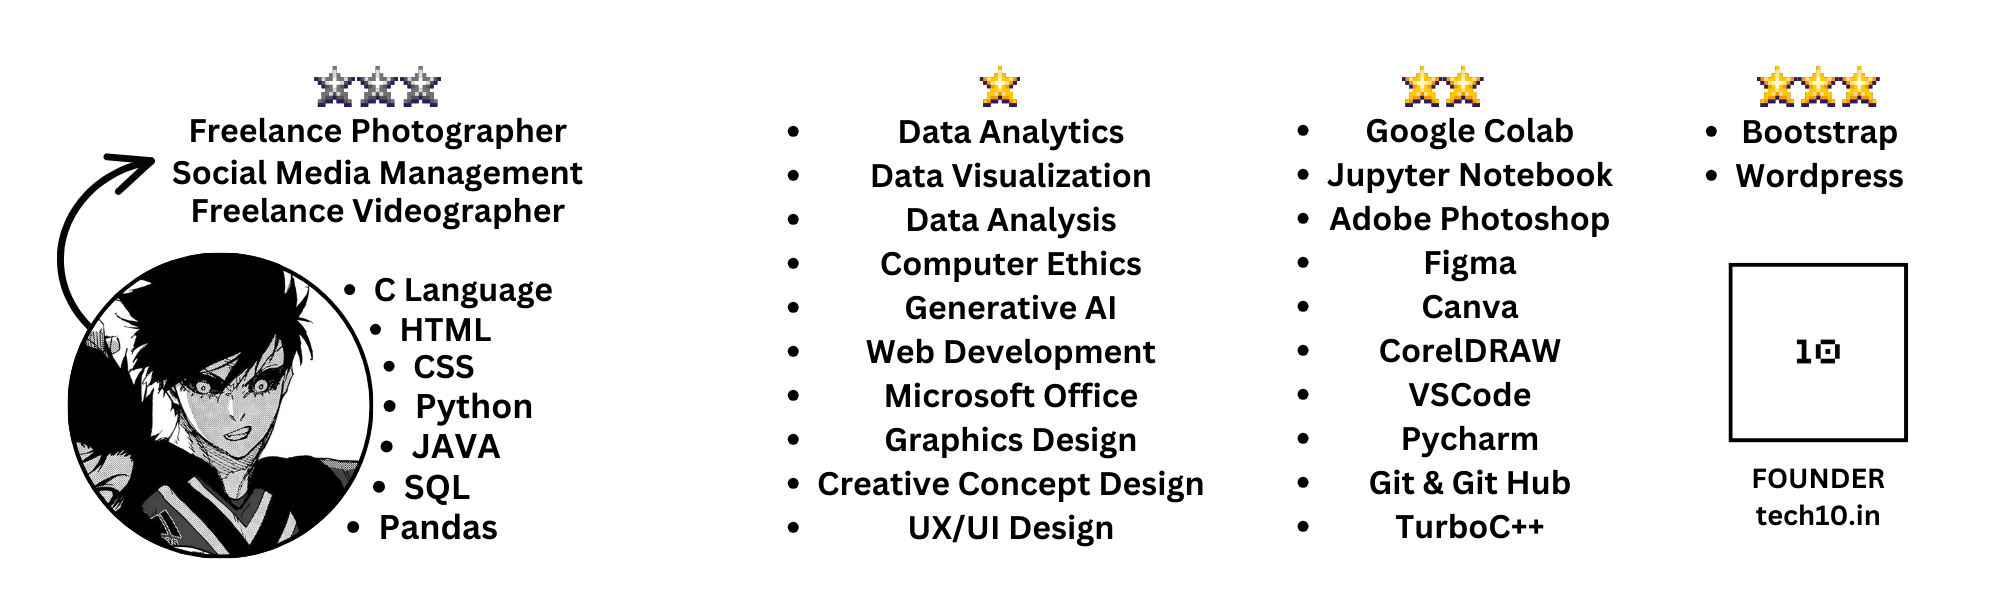 Freelance Photographer
Social Media Management
Freelance Videographer
• C Language
• HTML
• CSS
• Python
• JAVA
• SQL
• Pandas
• Data Analytics
• Data Visualization
• Data Analysis
• Computer Ethics
• Generative AI
• Web Development
• Microsoft Office
• Graphics Design
• Creative Concept Design
• UX/UI Design
• Google Colab
• Jupyter Notebook
• Adobe Photoshop
• Figma
• Canva
• CorelDRAW
• VSCode
• Pycharm
• Git & Git Hub
• TurboC++
• Bootstrap
• Wordpress
10
FOUNDER
tech10.in